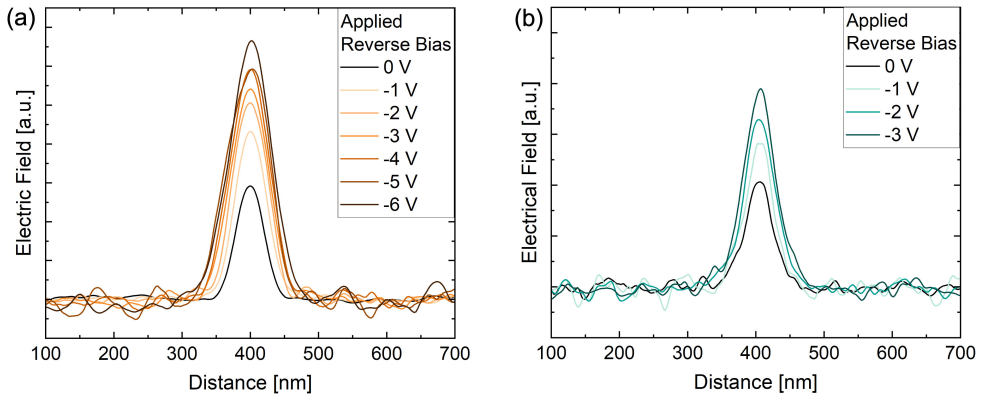 (a)
Electric Field [a.u.]
Applied
Reverse Bias
0 V
-1 V
-2 V
-3 V
-4 V
-5 V
-6 V
100 200 300 400 500 600 700
Distance [nm]
(b)
Electrical Field [a.u.]
Applied
Reverse Bias
0 V
-1 V
-2 V
-3 V
100 200 300 400 500 600 700
Distance [nm]